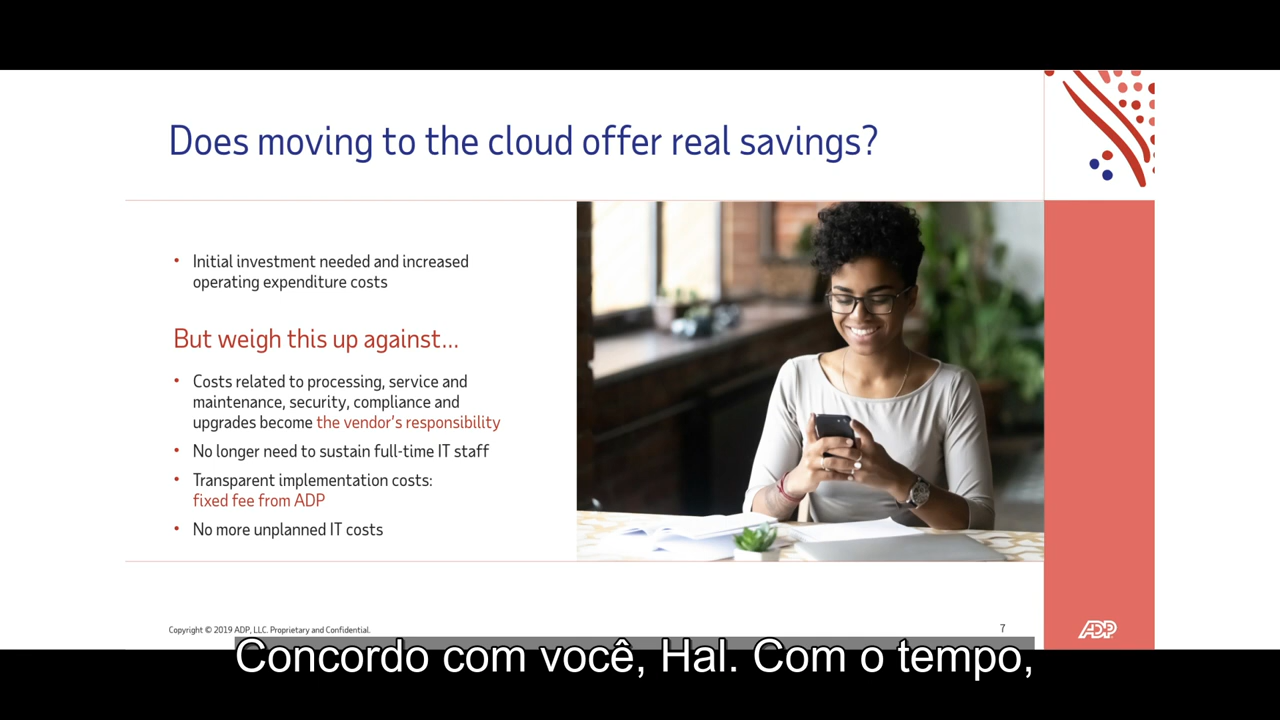 Does moving to the cloud offer real savings?
• Initial investment needed and increased
operating expenditure costs
But weigh this up against...
• Costs related to processing, service and
maintenance, security, compliance and
upgrades become the vendor's responsibility
• No longer need to sustain full-time IT staff
• Transparent implementation costs:
fixed fee from ADP
• No more unplanned IT costs
Copyright © 2019 ADP, LLC. Proprietary and Confidential.
7
ADP
Concordo com você, Hal. Com o tempo,